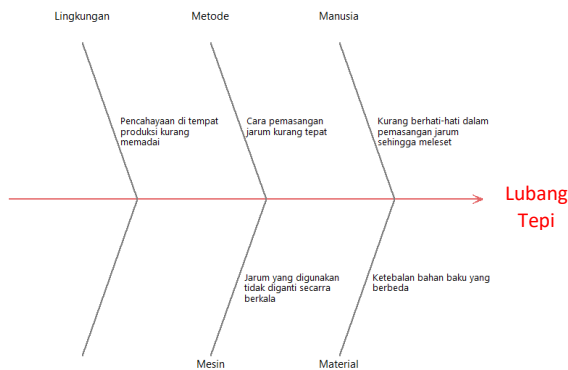 Lingkungan
Metode
Manusia
Pencahayaan di tempat
produksi kurang
memadai
Cara pemasangan
jarum kurang tepat
Kurang berhati-hati dalam
pemasangan jarum
sehingga meleset
Lubang
Tepi
Jarum yang digunakan
tidak diganti secarra
berkala
Ketebalan bahan baku yang
berbeda
Mesin
Material